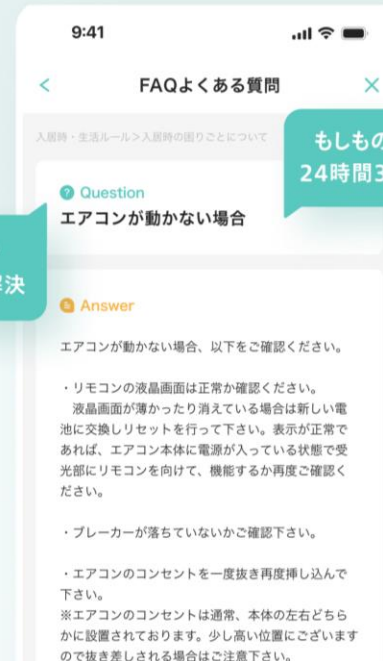 9:41
FAQよくある質問
入居時・生活ルール>入居時の困りごとについて
もしもの
24時間3
Question
エアコンが動かない場合
解決
Answer
エアコンが動かない場合、以下をご確認ください。
・リモコンの液晶画面は正常か確認ください。
液晶画面が薄かったり消えている場合は新しい電
池に交換しリセットを行って下さい。表示が正常で
あれば、エアコン本体に電源が入っている状態で受
光部にリモコンを向けて、機能するか再度ご確認く
ださい。
・ブレーカーが落ちていないかご確認下さい。
・エアコンのコンセントを一度抜き再度挿し込んで
下さい。
※エアコンのコンセントは通常、本体の左右どちら
かに設置されております。少し高い位置にございます
ので抜き差しされる場合はご注意下さい。